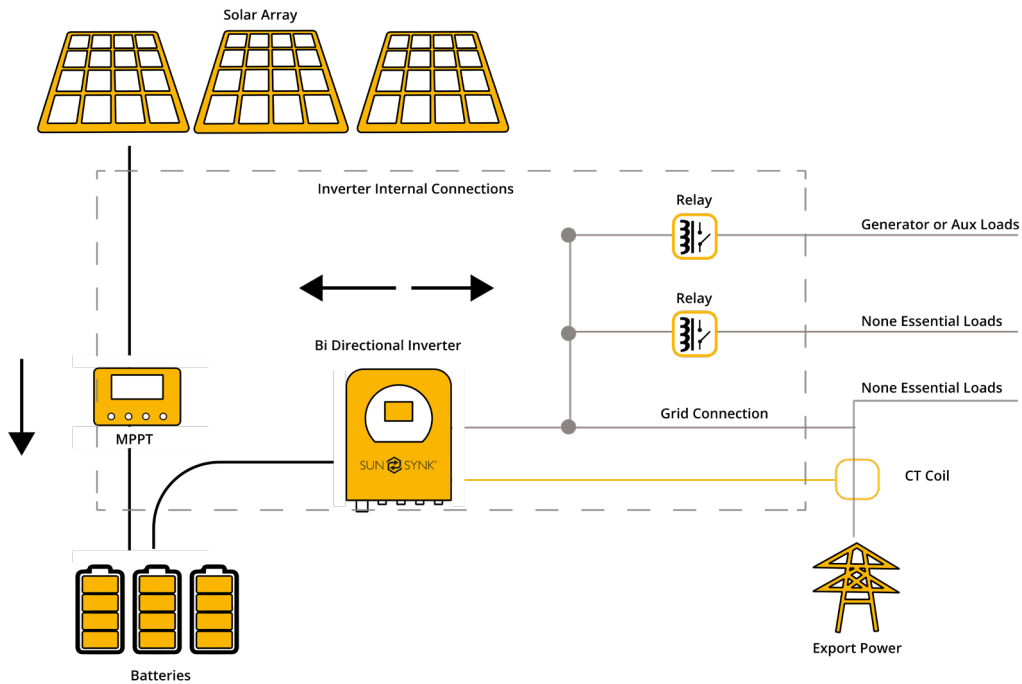 Solar Array
Inverter Internal Connections
Relay
Generator or Aux Loads
Relay
None Essential Loads
Bi Directional Inverter
None Essential Loads
Grid Connection
MPPT
SUN SYNK™
CT Coil
Export Power
Batteries